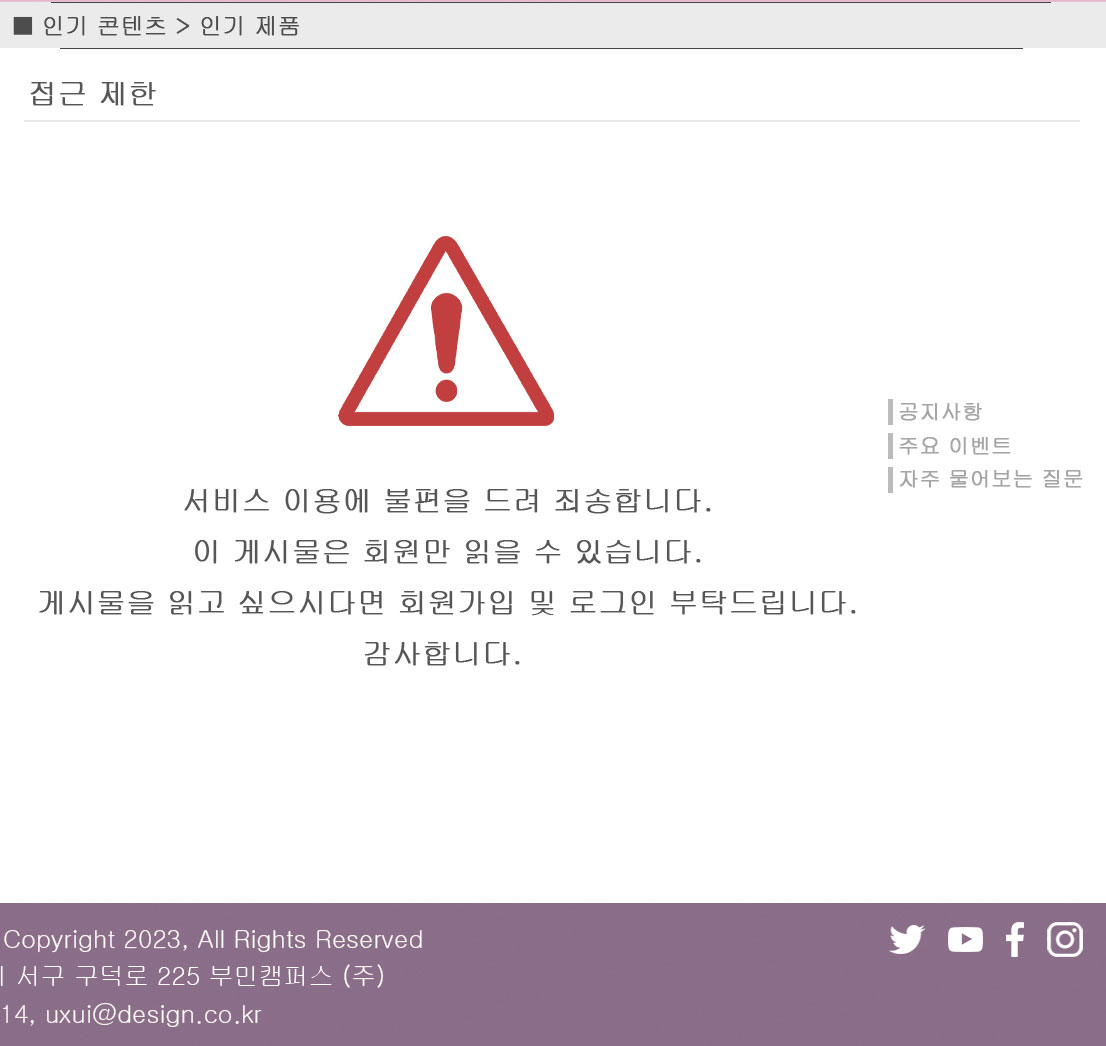 ■ 인기 콘텐츠 > 인기 제품
접근 제한
서비스 이용에 불편을 드려 죄송합니다.
이 게시물은 회원만 읽을 수 있습니다.
게시물을 읽고 싶으시다면 회원가입 및 로그인 부탁드립니다.
감사합니다.
공지사항
주요 이벤트
자주 물어보는 질문
Copyright 2023, All Rights Reserved
서구 구덕로 225 부민캠퍼스 (주)
14, uxui@design.co.kr